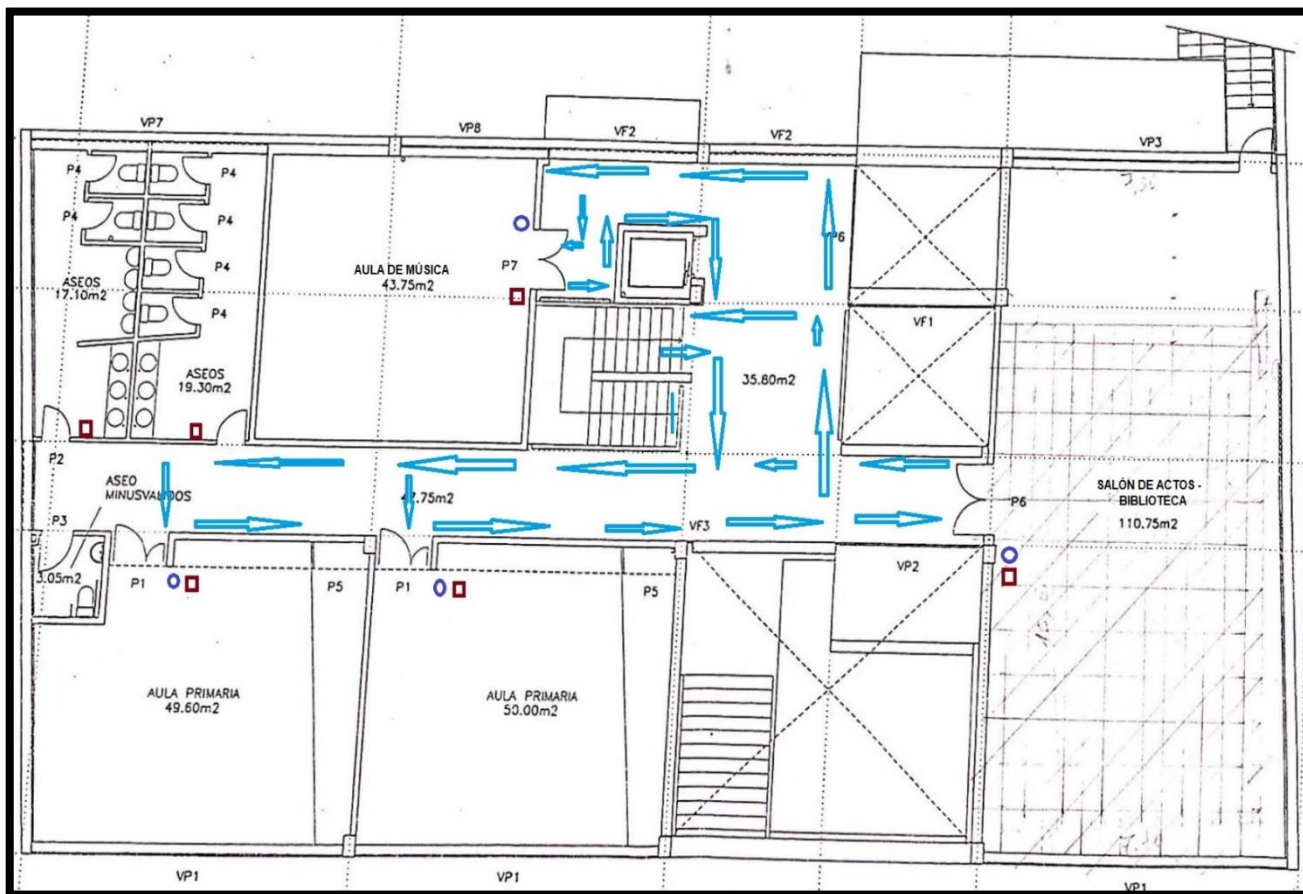 VP7
VP8
VF2
VF2
VP3
P4
P4
P4
P4
P4
P4
P7
AULA DE MÚSICA
43.75m2
ASEOS
17.10m2
VF1
ASEOS
19.30m2
35.80m2
P2
ASEO
MINUSVALIDOS
P3
VF3
P6
SALÓN DE ACTOS -
BIBLIOTECA
110.75m2
3.05m2
P1
P5
P1
P5
VP2
AULA PRIMARIA
49.60m2
AULA PRIMARIA
50.00m2
VP1
VP1
VP1